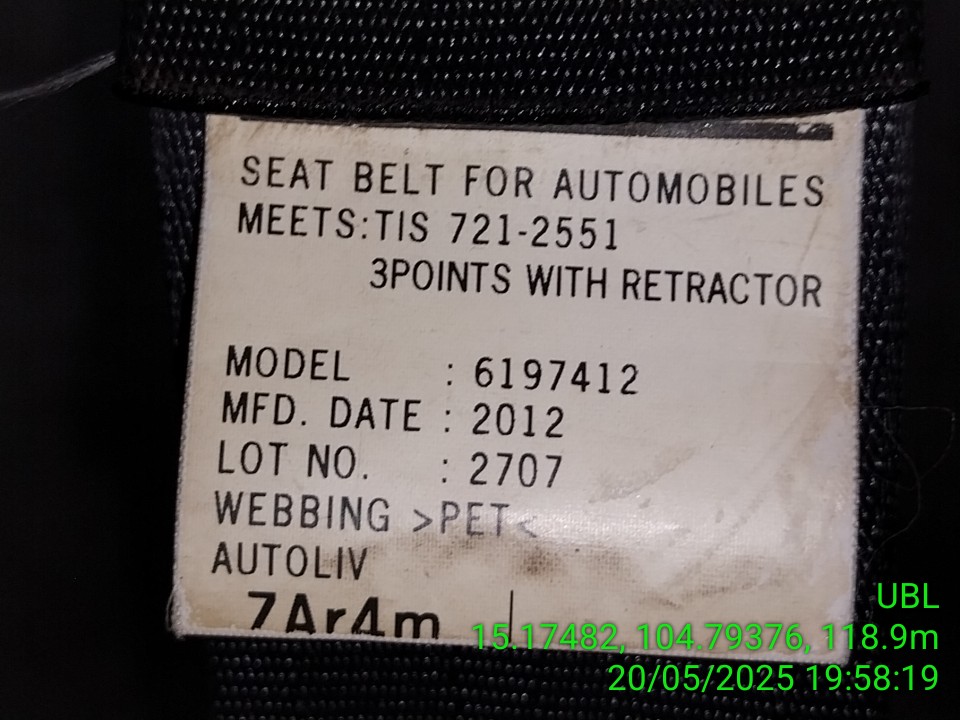 SEAT BELT FOR AUTOMOBILES
MEETS:TIS 721-2551
3POINTS WITH RETRACTOR
MODEL : 6197412
MFD. DATE : 2012
LOT NO. : 2707
WEBBING >PET<
AUTOLIV
7Ar4m
UBL
15.17482, 104.79376, 118.9m
20/05/2025 19:58:19